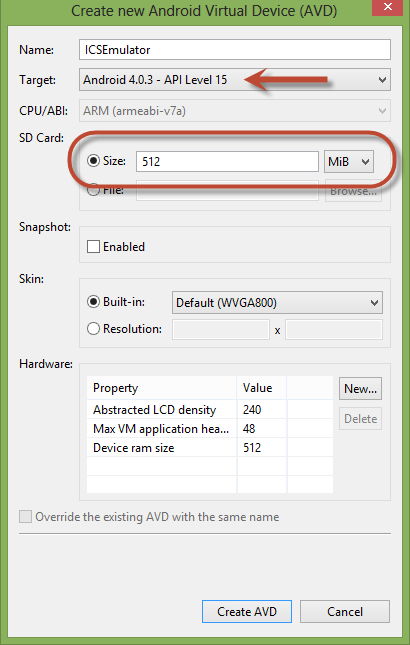 Create new Android Virtual Device (AVD)
Name: ICSEmulator
Target: Android 4.0.3 - API Level 15
CPU/ABI: ARM (armeabi-v7a)
SD Card:
Size: 512 MiB
File: Browse...
Snapshot:
Enabled
Skin:
Built-in: Default (WVGA800)
Resolution: x
Hardware:
Property Value New...
Abstracted LCD density 240
Max VM application hea... 48
Device ram size 512
Delete
Override the existing AVD with the same name
Create AVD Cancel